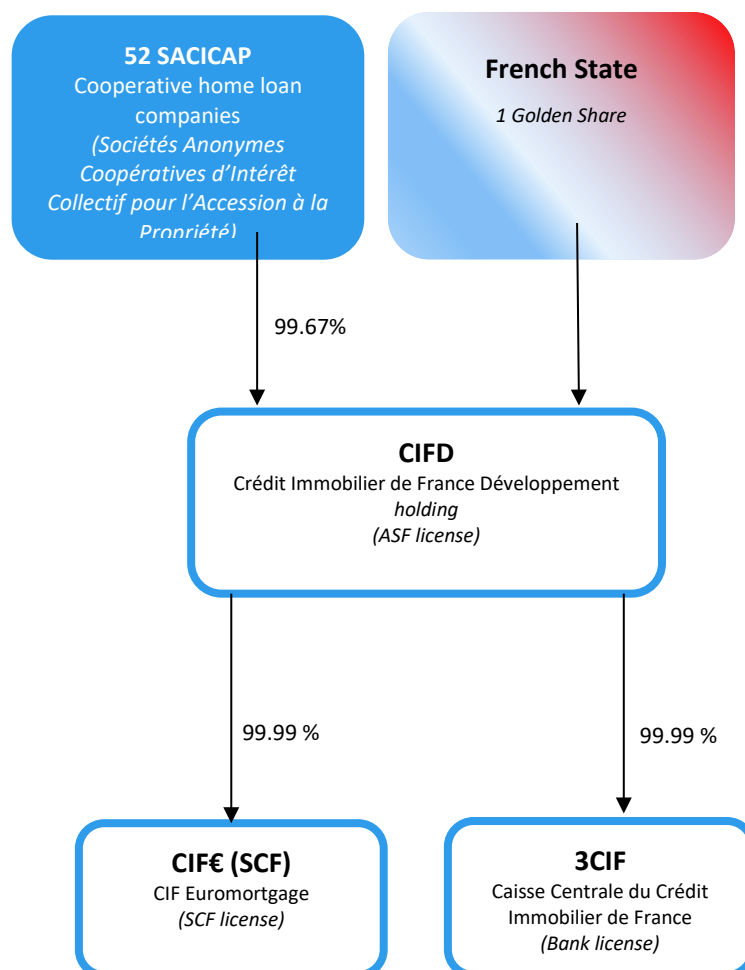 52 SACICAP
Cooperative home loan
companies
(Sociétés Anonymes
Coopératives d'Intérêt
Collectif pour l'Accession à la
Propriété)
French State
1 Golden Share
99.67%
CIFD
Crédit Immobilier de France Développement
holding
(ASF license)
99.99 %
99.99 %
CIF€ (SCF)
CIF Euromortgage
(SCF license)
3CIF
Caisse Centrale du Crédit
Immobilier de France
(Bank license)